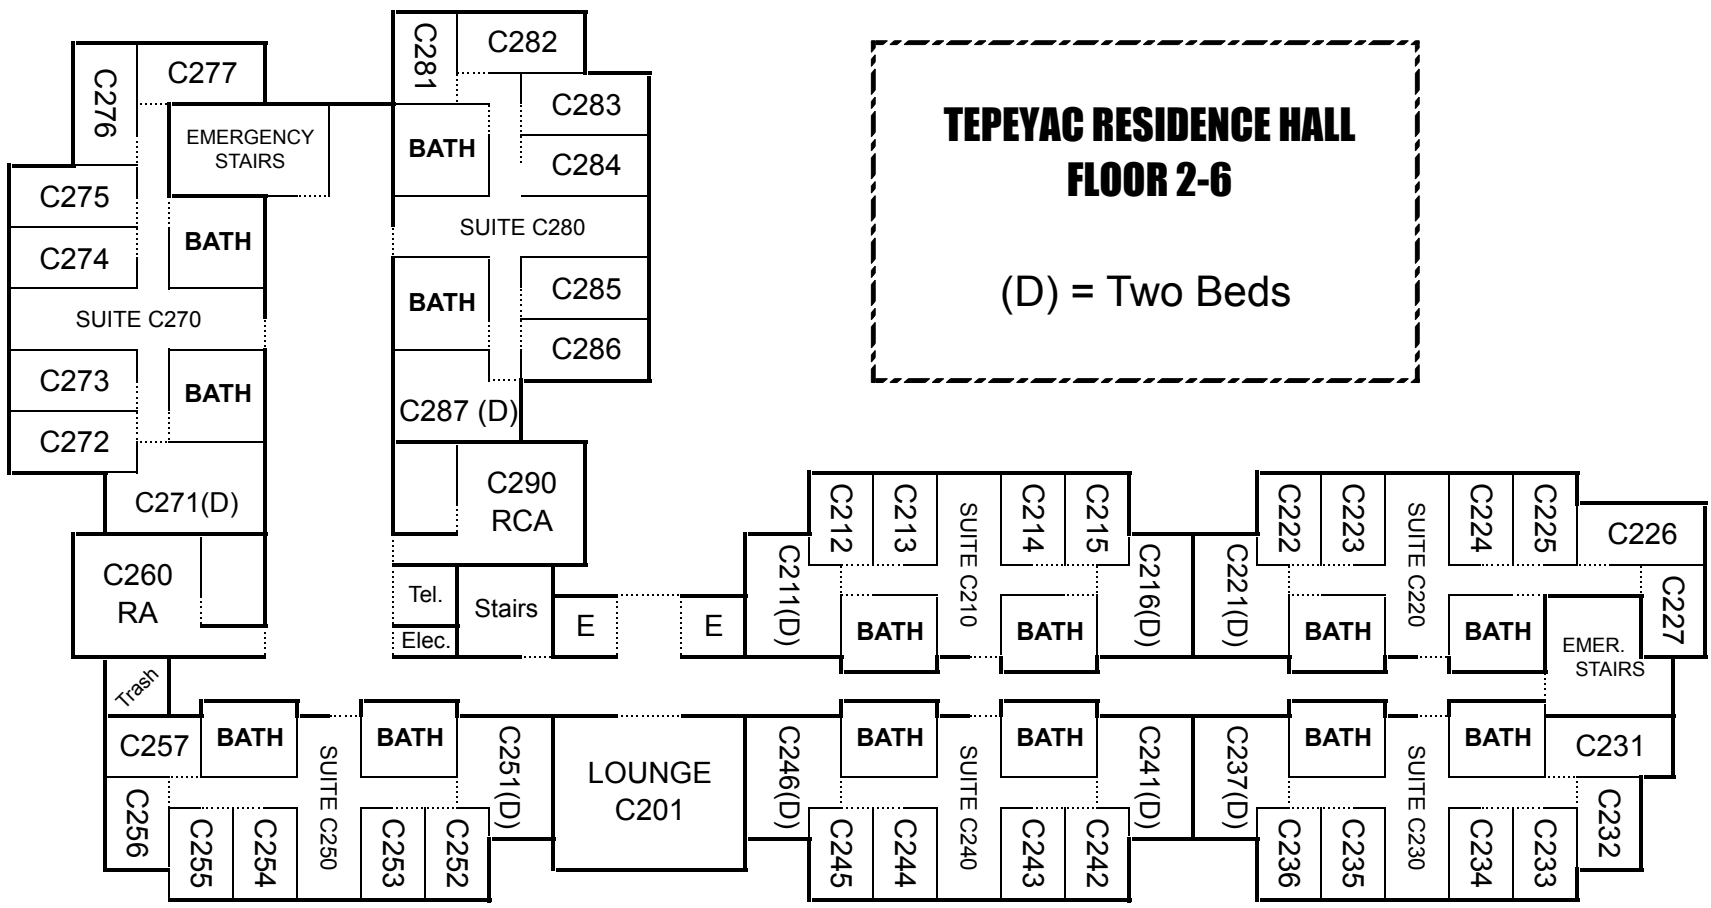 C281
C282
C276
C277
C283
EMERGENCY
STAIRS
BATH
C284
C275
BATH
C274
SUITE C280
C285
BATH
SUITE C270
C286
C273
BATH
C287 (D)
C272
C271(D)
C290
RCA
C260
RA
Tel.
Elec.
Stairs
E
E
TEPEYAC RESIDENCE HALL
FLOOR 2-6
(D) = Two Beds
C211(D)
C212
C213
SUITE C210
C214
C215
C216(D)
BATH
BATH
C221(D)
C222
C223
SUITE C220
C224
C225
C226
C227
BATH
BATH
EMER.
STAIRS
Trash
C257
BATH
SUITE C250
BATH
C251(D)
C256
C255
C254
C253
C252
LOUNGE
C201
C246(D)
BATH
SUITE C240
BATH
C241(D)
C245
C244
C243
C242
C237(D)
BATH
SUITE C230
BATH
C231
C232
C236
C235
C234
C233